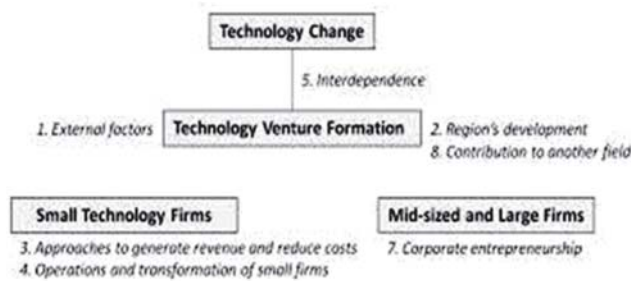 Technology Change
5. Interdependence
1. External factors
Technology Venture Formation
2. Region's development
8. Contribution to another field
Small Technology Firms
3. Approaches to generate revenue and reduce costs
4. Operations and transformation of small firms
Mid-sized and Large Firms
7. Corporate entrepreneurship